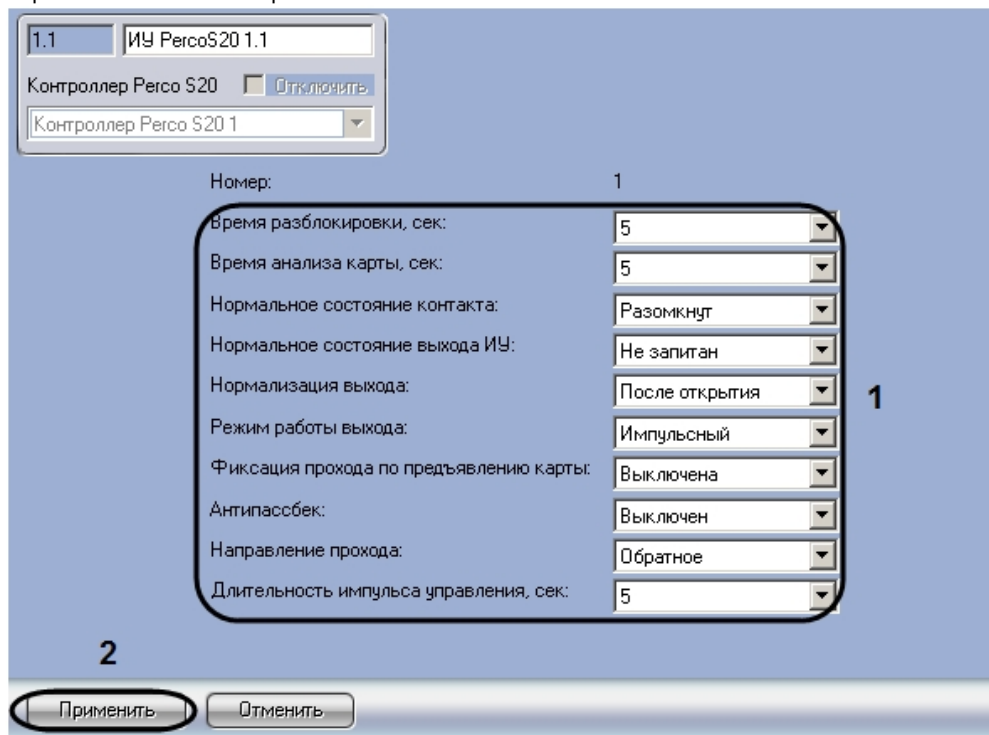 1.1 ИУ PercoS20 1.1
Контроллер Perco S20 Отключить
Контроллер Perco S20 1
Номер: 1
Время разблокировки, сек: 5
Время анализа карты, сек: 5
Нормальное состояние контакта: Разомкнут
Нормальное состояние выхода ИУ: Не запитан
Нормализация выхода: После открытия
1
Режим работы выхода: Импульсный
Фиксация прохода по предъявлению карты: Выключена
Антипассбек: Выключен
Направление прохода: Обратное
Длительность импульса управления, сек: 5
2
Применить Отменить